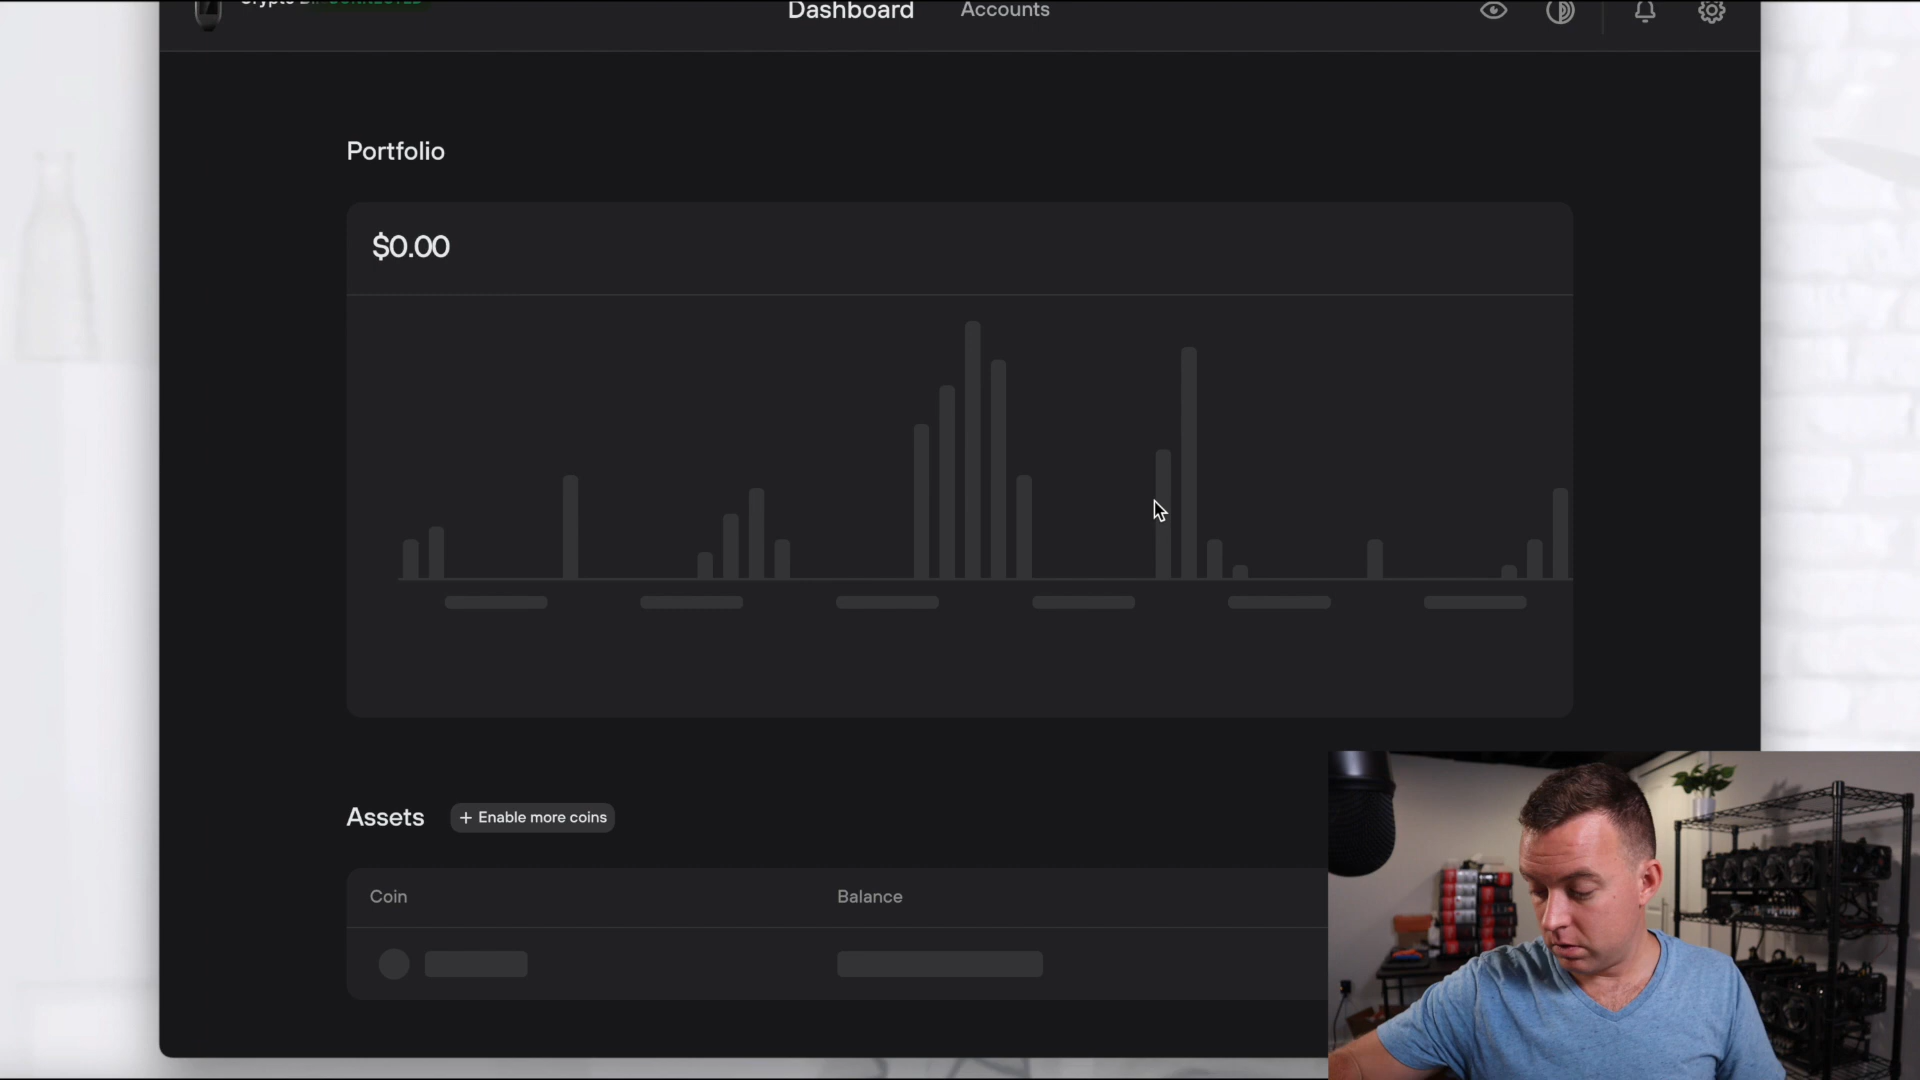 Dashboard
Accounts
Portfolio
$0.00
Assets
+ Enable more coins
Coin
Balance